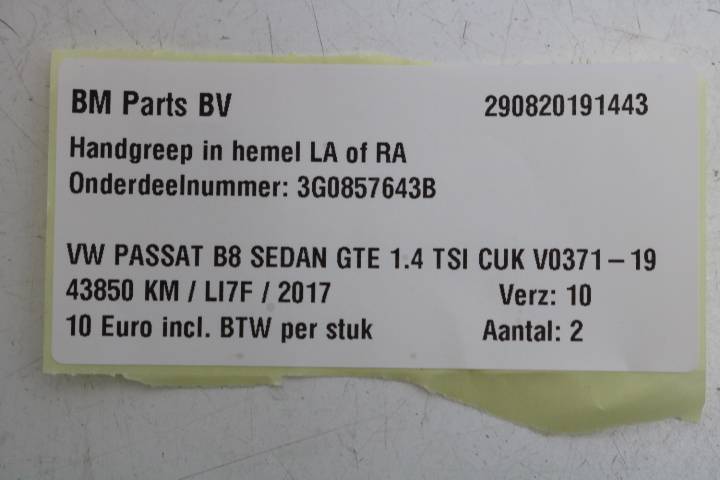 BM Parts BV 290820191443
Handgreep in hemel LA of RA
Onderdeelnummer: 3G0857643B
VW PASSAT B8 SEDAN GTE 1.4 TSI CUK V0371-19
43850 KM / LI7F / 2017 Verz: 10
10 Euro incl. BTW per stuk Aantal: 2